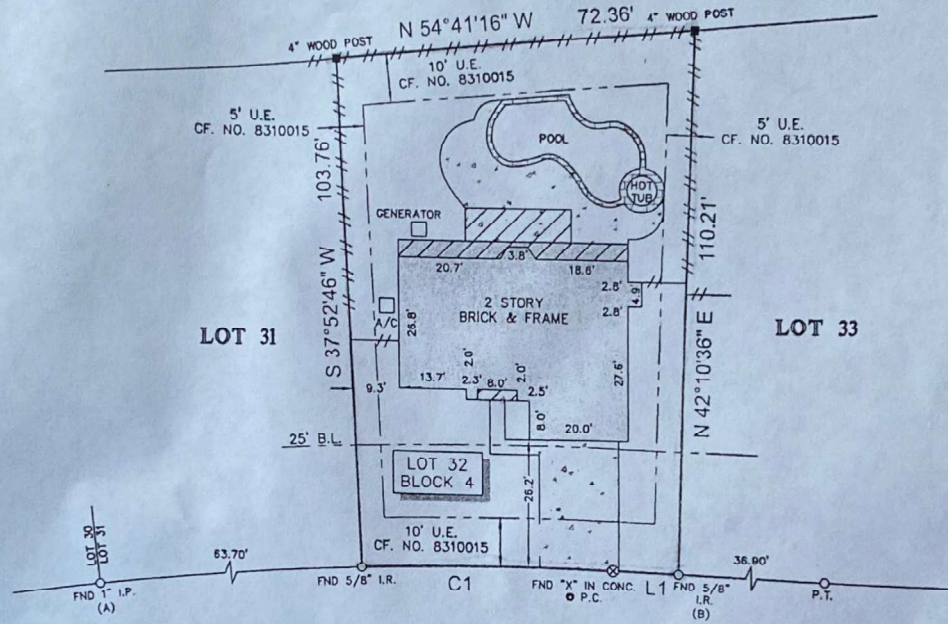 N 54°41'16" W
72.36'
4" WOOD POST
4" WOOD POST
10' U.E.
CF. NO. 8310015
5' U.E.
CF. NO. 8310015
5' U.E.
CF. NO. 8310015
POOL
HOT
TUB
103.76'
S 37°52'46" W
110.21'
N 42°10'36" E
GENERATOR
3.8'
20.7'
18.6'
2 STORY
BRICK & FRAME
2.8'
4.9'
2.8'
A/C
LOT 31
LOT 33
2.0'
2.0'
13.7'
2.3'
8.0'
2.5'
27.6'
9.3'
8.0'
20.0'
25' B.L.
LOT 32
BLOCK 4
26.2'
10' U.E.
CF. NO. 8310015
LOT 30
LOT 31
63.70'
36.90'
FND 1" I.P.
(A)
FND 5/8" I.R.
C1
FND "X" IN CONC.
P.C.
L1
FND 5/8"
I.R.
(B)
P.T.